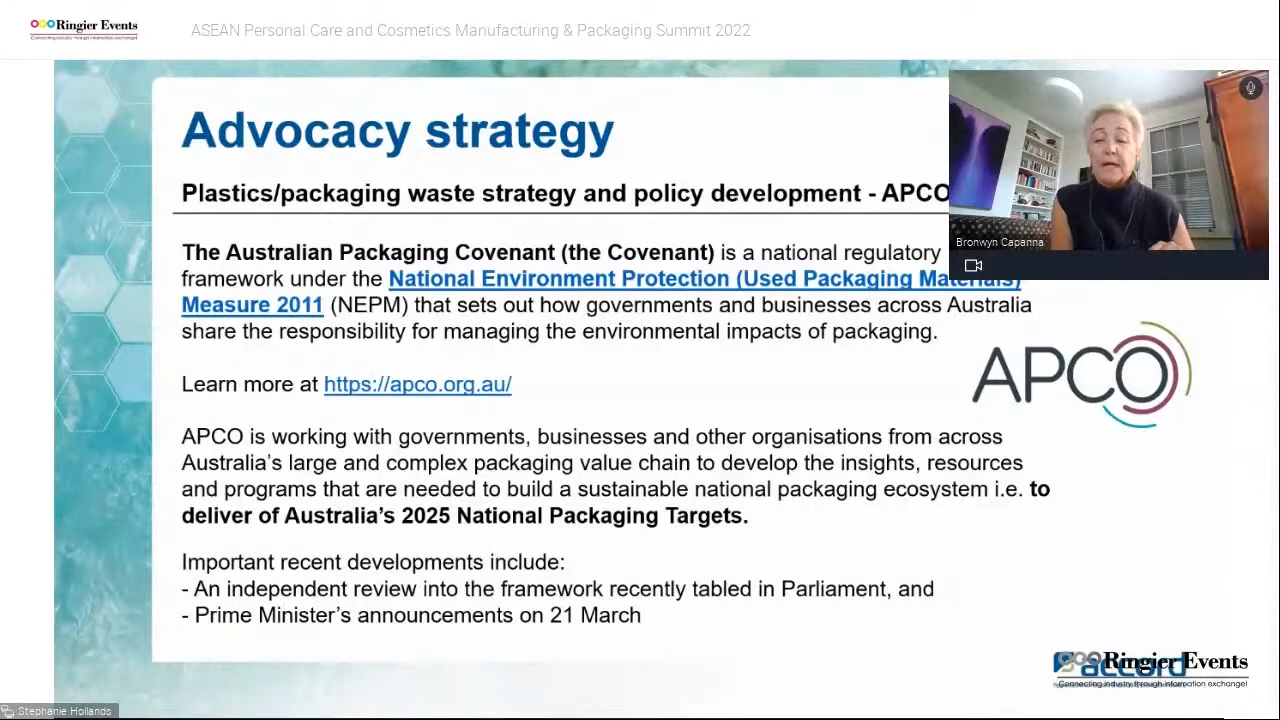 Ringier Events
Connecting industry through information exchange!
ASEAN Personal Care and Cosmetics Manufacturing & Packaging Summit 2022
Advocacy strategy
Plastics/packaging waste strategy and policy development - APCO
Bronwyn Capanna
The Australian Packaging Covenant (the Covenant) is a national regulatory
framework under the National Environment Protection (Used Packaging Materials)
Measure 2011 (NEPM) that sets out how governments and businesses across Australia
share the responsibility for managing the environmental impacts of packaging.
Learn more at https://apco.org.au/
APCO
APCO is working with governments, businesses and other organisations from across
Australia’s large and complex packaging value chain to develop the insights, resources
and programs that are needed to build a sustainable national packaging ecosystem i.e. to
deliver of Australia’s 2025 National Packaging Targets.
Important recent developments include:
- An independent review into the framework recently tabled in Parliament, and
- Prime Minister’s announcements on 21 March
accord
Ringier Events
Connecting industry through information exchange!
Stephanie Hollands